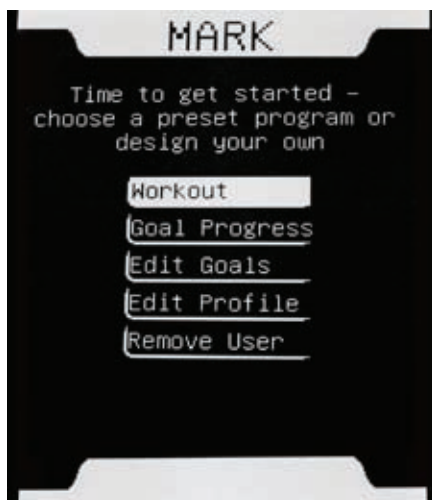 MARK
Time to get started –
choose a preset program or
design your own
Workout
Goal Progress
Edit Goals
Edit Profile
Remove User